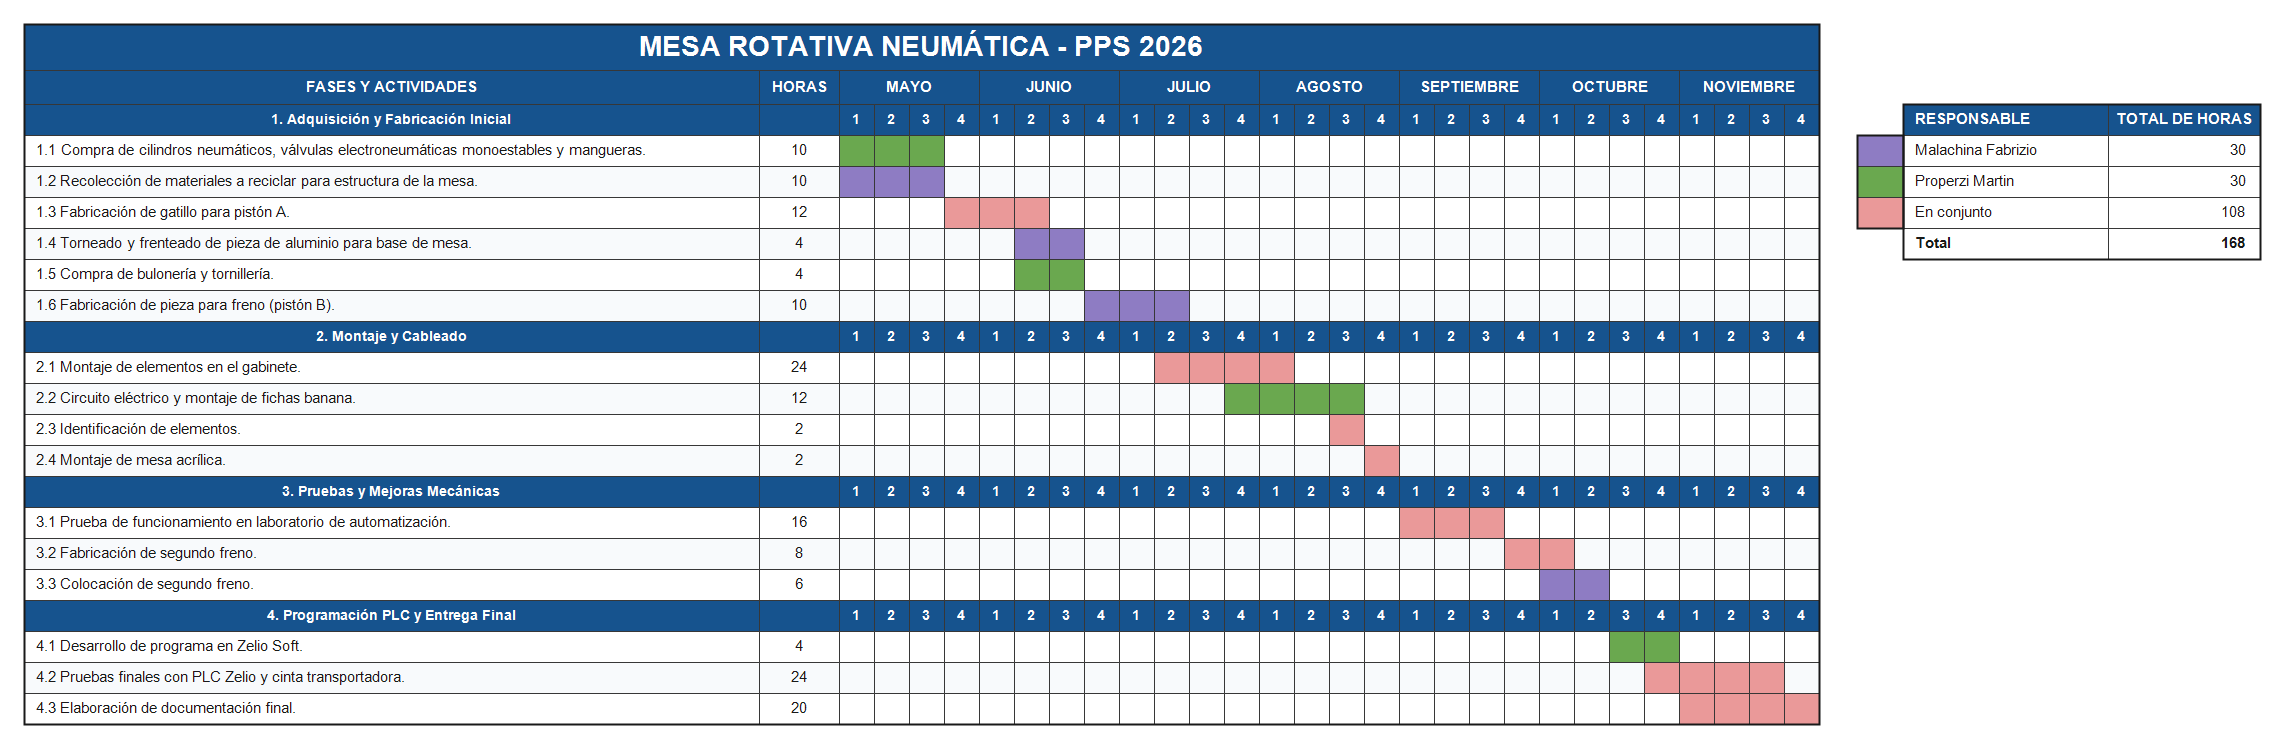 MESA ROTATIVA NEUMÁTICA - PPS 2026
FASES Y ACTIVIDADES HORAS MAYO JUNIO JULIO AGOSTO SEPTIEMBRE OCTUBRE NOVIEMBRE
1. Adquisición y Fabricación Inicial 1 2 3 4 1 2 3 4 1 2 3 4 1 2 3 4 1 2 3 4 1 2 3 4 1 2 3 4
1.1 Compra de cilindros neumáticos, válvulas electroneumáticas monoestables y mangueras. 10
1.2 Recolección de materiales a reciclar para estructura de la mesa. 10
1.3 Fabricación de gatillo para pistón A. 12
1.4 Torneado y frenteado de pieza de aluminio para base de mesa. 4
1.5 Compra de bulonería y tornillería. 4
1.6 Fabricación de pieza para freno (pistón B). 10
2. Montaje y Cableado 1 2 3 4 1 2 3 4 1 2 3 4 1 2 3 4 1 2 3 4 1 2 3 4 1 2 3 4
2.1 Montaje de elementos en el gabinete. 24
2.2 Circuito eléctrico y montaje de fichas banana. 12
2.3 Identificación de elementos. 2
2.4 Montaje de mesa acrílica. 2
3. Pruebas y Mejoras Mecánicas 1 2 3 4 1 2 3 4 1 2 3 4 1 2 3 4 1 2 3 4 1 2 3 4 1 2 3 4
3.1 Prueba de funcionamiento en laboratorio de automatización. 16
3.2 Fabricación de segundo freno. 8
3.3 Colocación de segundo freno. 6
4. Programación PLC y Entrega Final 1 2 3 4 1 2 3 4 1 2 3 4 1 2 3 4 1 2 3 4 1 2 3 4 1 2 3 4
4.1 Desarrollo de programa en Zelio Soft. 4
4.2 Pruebas finales con PLC Zelio y cinta transportadora. 24
4.3 Elaboración de documentación final. 20
RESPONSABLE TOTAL DE HORAS
Malachina Fabrizio 30
Properzi Martin 30
En conjunto 108
Total 168